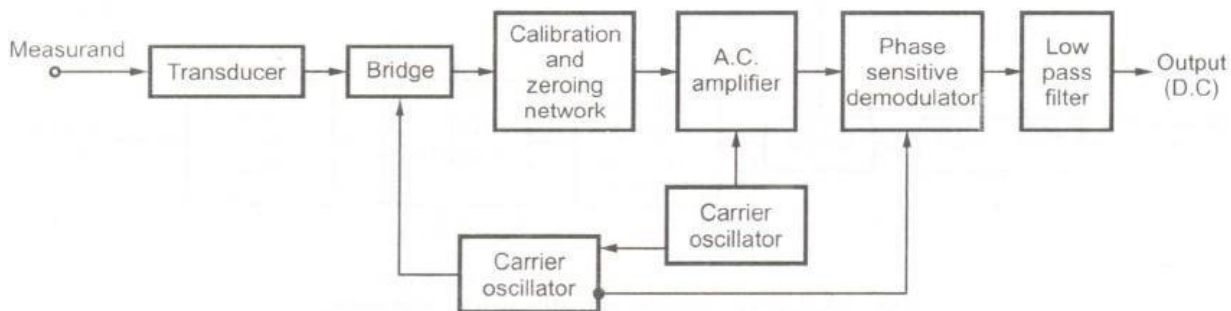 Measurand
Transducer
Bridge
Calibration
and
zeroing
network
A.C.
amplifier
Phase
sensitive
demodulator
Low
pass
filter
Output
(D.C)
Carrier
oscillator
Carrier
oscillator